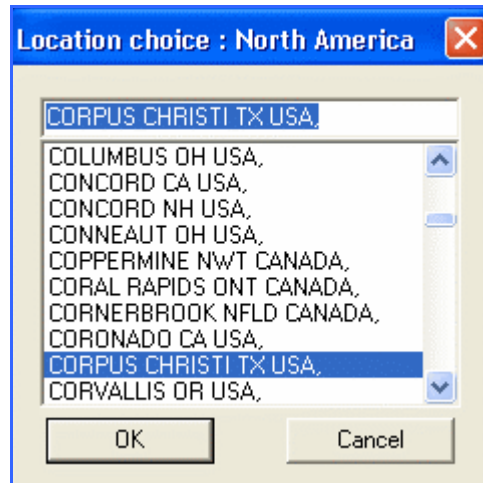 Location choice : North America
CORPUS CHRISTI TX USA,
COLUMBUS OH USA,
CONCORD CA USA,
CONCORD NH USA,
CONNEAUT OH USA,
COPPERMINE NWT CANADA,
CORAL RAPIDS ONT CANADA,
CORNERBROOK NFLD CANADA,
CORONADO CA USA,
CORPUS CHRISTI TX USA,
CORVALLIS OR USA,
OK Cancel